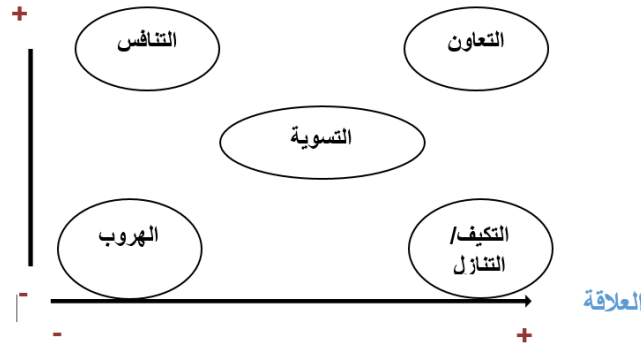 +
التعاون
التنافس
التسوية
التكيف/
التنازل
الهروب
-
العلاقة
-
+